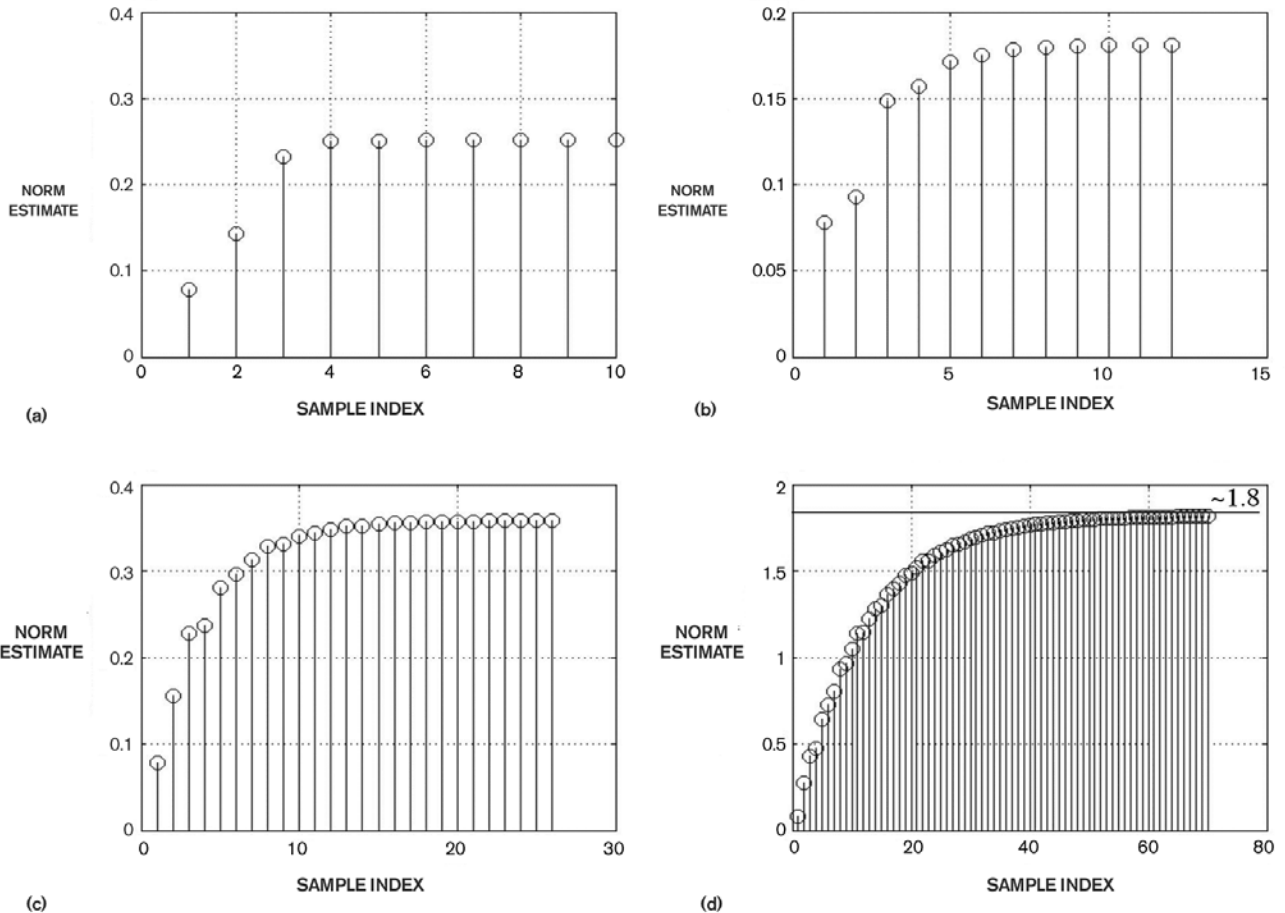 0.4
0.3
0.2
0.1
0
NORM
ESTIMATE
0 2 4 6 8 10
SAMPLE INDEX
(a)
0.2
0.15
0.1
0.05
0
NORM
ESTIMATE
0 5 10 15
SAMPLE INDEX
(b)
0.4
0.3
0.2
0.1
0
NORM
ESTIMATE
0 10 20 30
SAMPLE INDEX
(c)
2
~1.8
1.5
1
0.5
0
NORM
ESTIMATE
0 20 40 60 80
SAMPLE INDEX
(d)